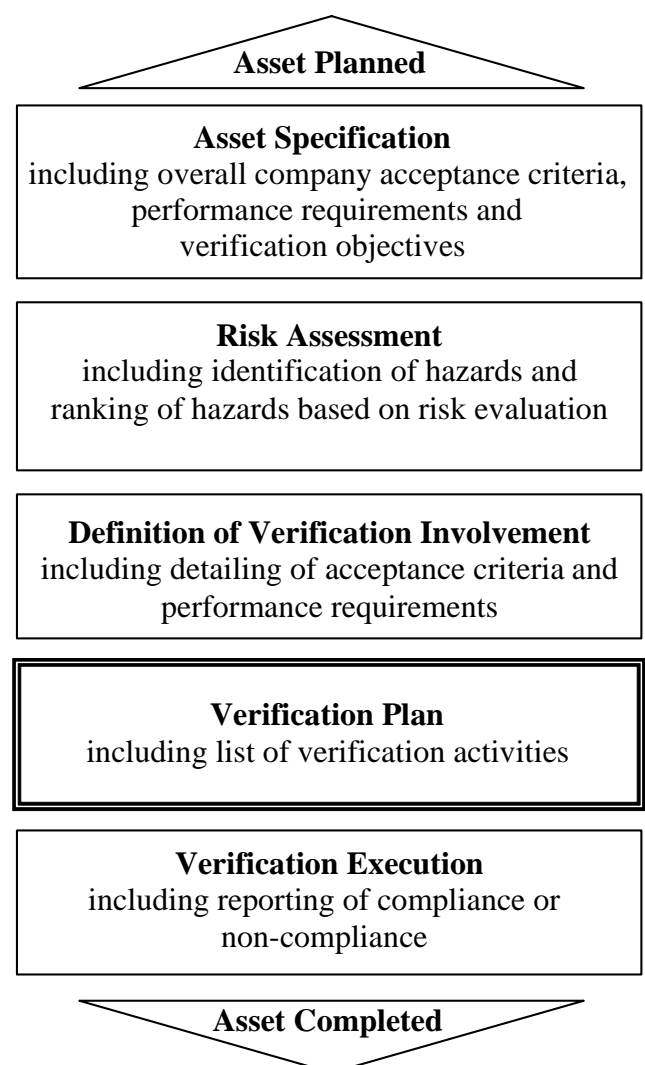 Asset Planned
Asset Specification
including overall company acceptance criteria,
performance requirements and
verification objectives
Risk Assessment
including identification of hazards and
ranking of hazards based on risk evaluation
Definition of Verification Involvement
including detailing of acceptance criteria and
performance requirements
Verification Plan
including list of verification activities
Verification Execution
including reporting of compliance or
non-compliance
Asset Completed